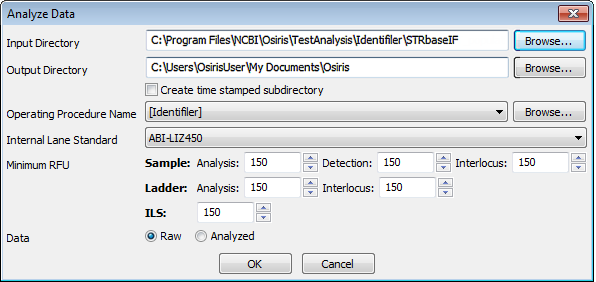 Analyze Data
Input Directory C:\Program Files\NCBI\Osiris\TestAnalysis\Identifiler\STRbaseIF Browse...
Output Directory C:\Users\OsirisUser\My Documents\Osiris Browse...
Create time stamped subdirectory
Operating Procedure Name [Identifiler] Browse...
Internal Lane Standard ABI-LIZ450
Minimum RFU Sample: Analysis: 150 Detection: 150 Interlocus: 150
Ladder: Analysis: 150 Interlocus: 150
ILS: 150
Data Raw Analyzed
OK Cancel